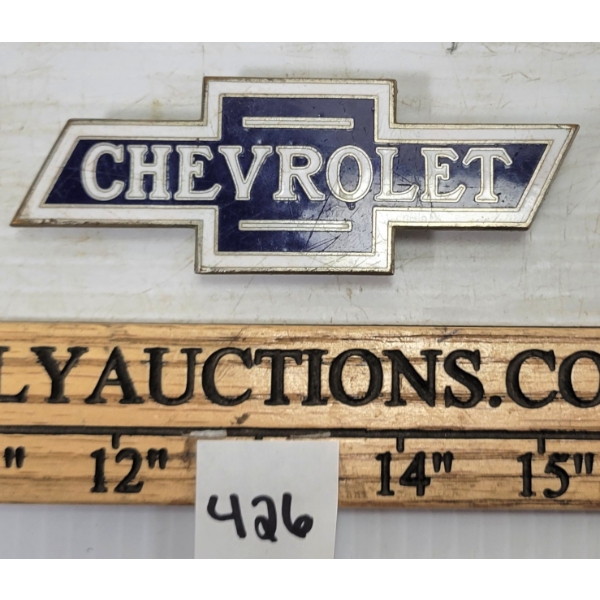 CHEVROLET
LYAUCTIONS.CO
" 12" 14" 15"
426